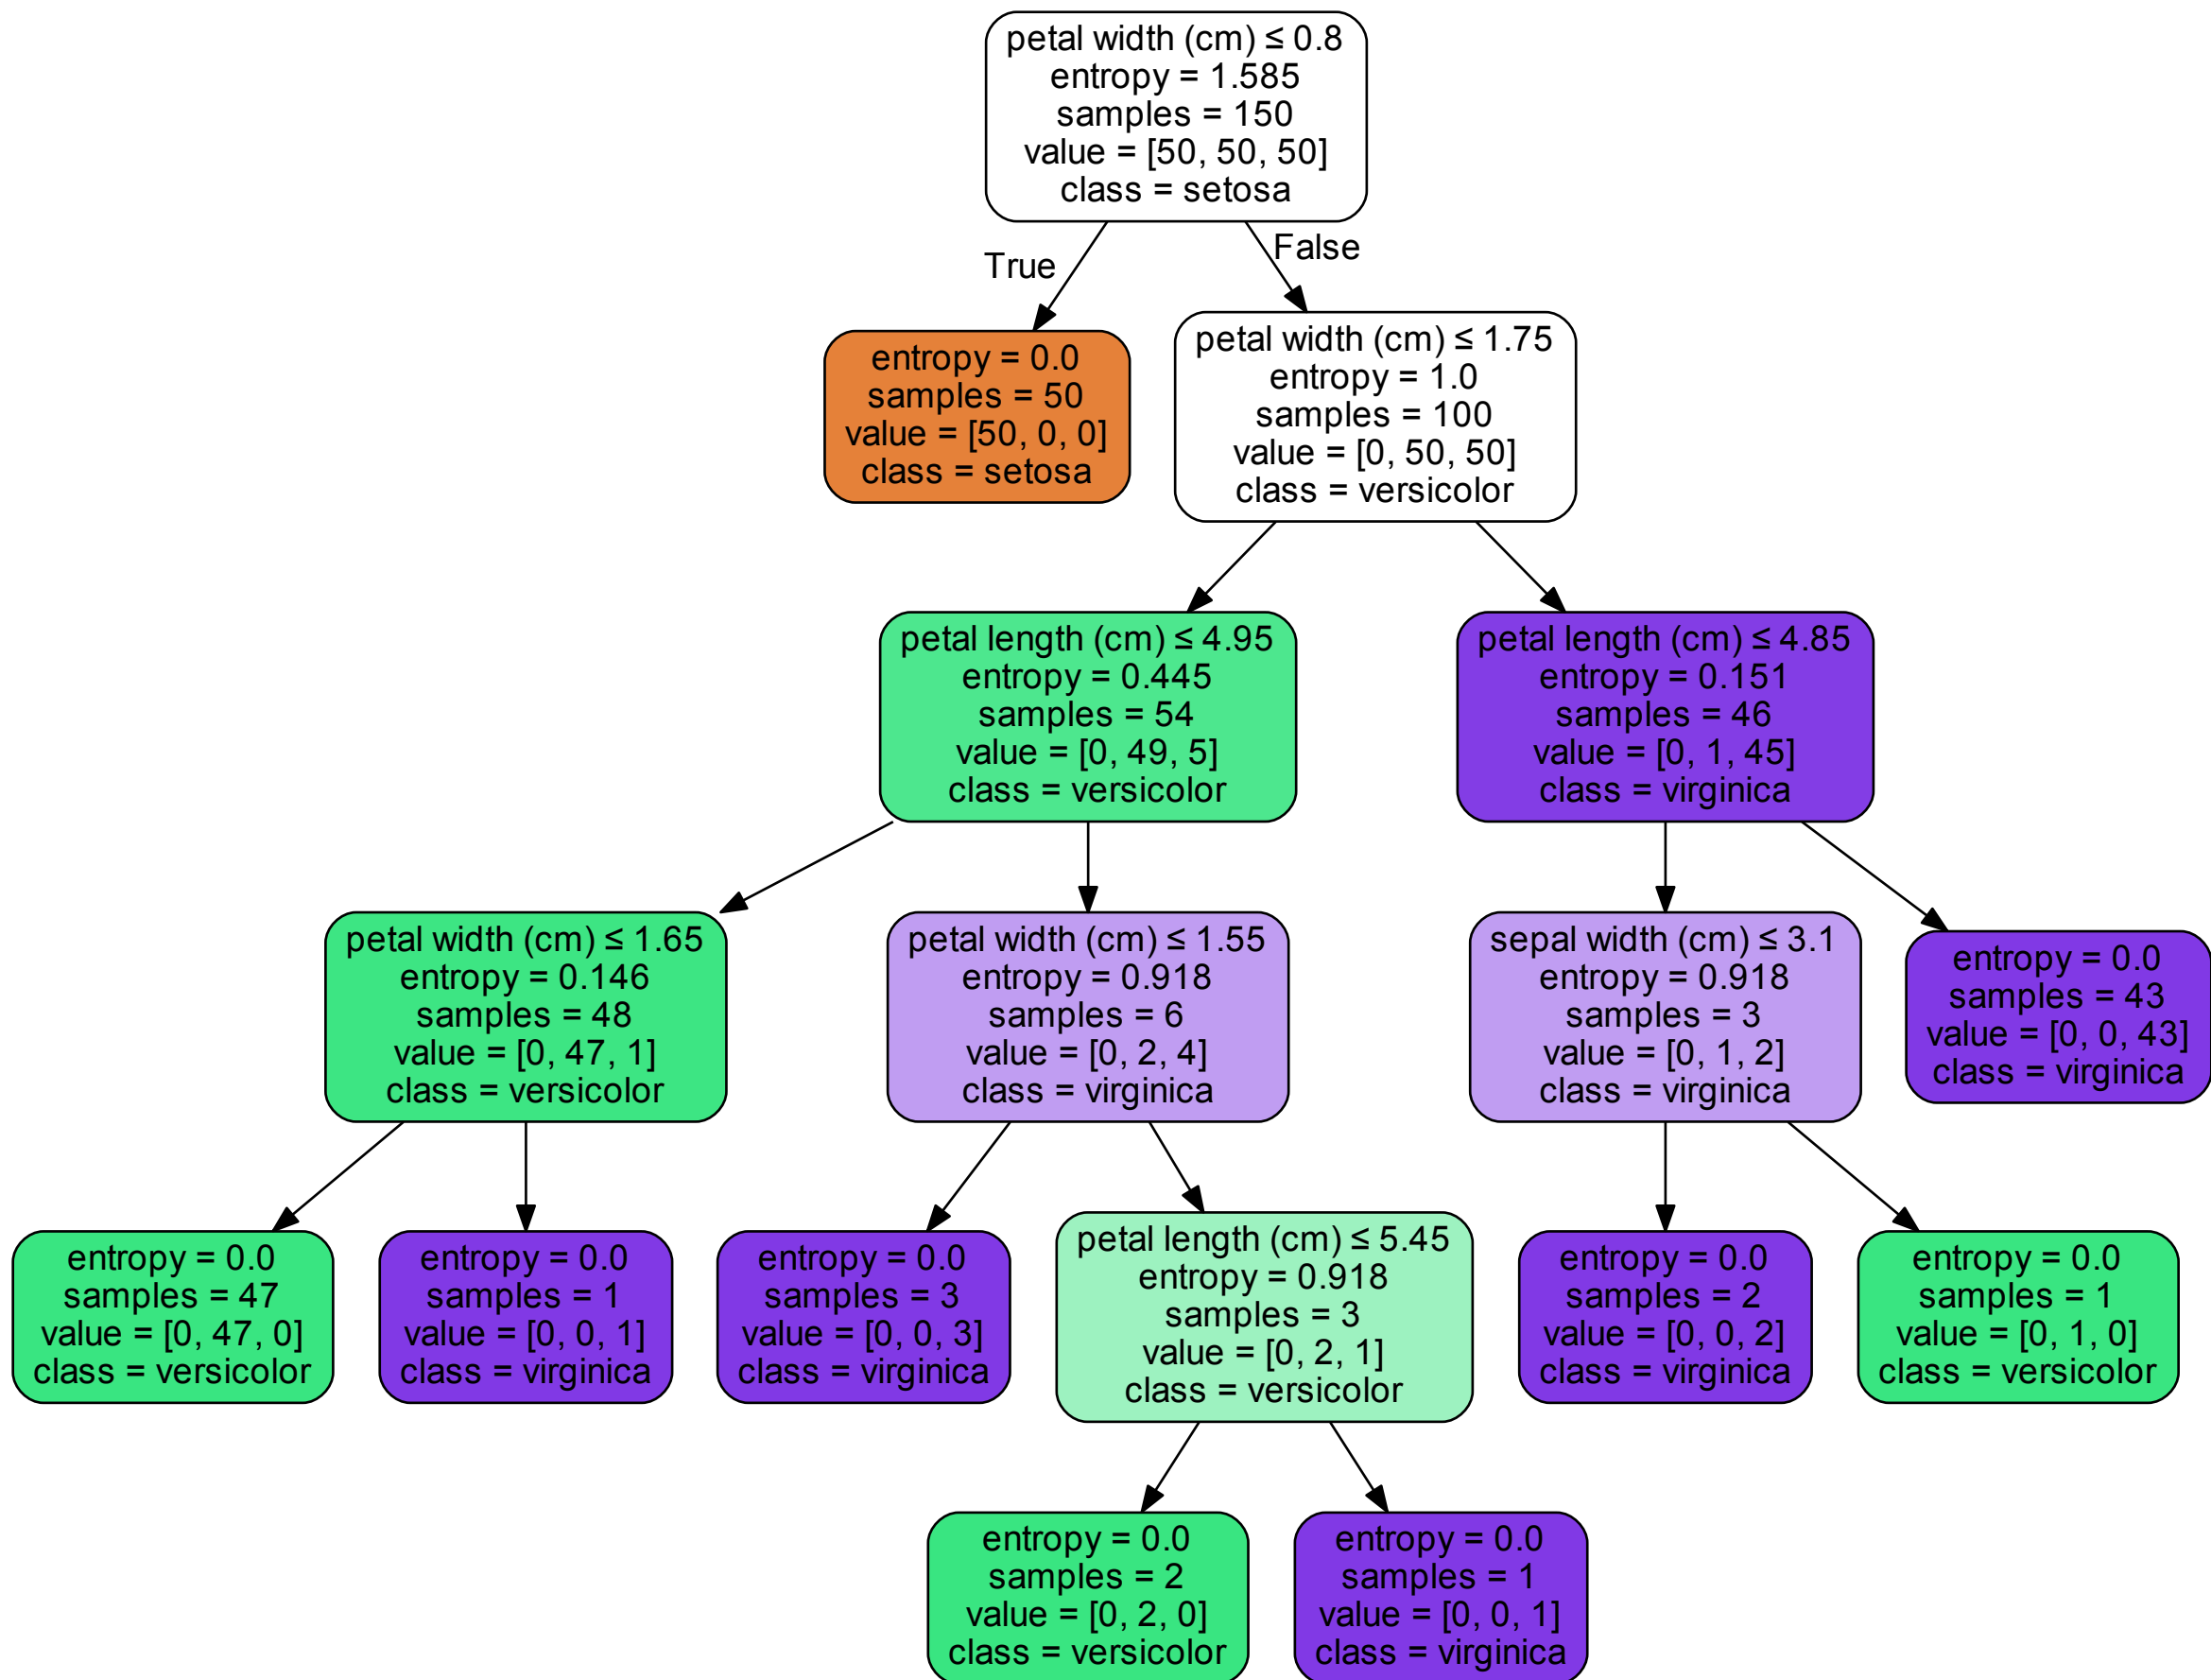 petal width (cm) ≤ 0.8
entropy = 1.585
samples = 150
value = [50, 50, 50]
class = setosa
True
False
entropy = 0.0
samples = 50
value = [50, 0, 0]
class = setosa
petal width (cm) ≤ 1.75
entropy = 1.0
samples = 100
value = [0, 50, 50]
class = versicolor
petal length (cm) ≤ 4.95
entropy = 0.445
samples = 54
value = [0, 49, 5]
class = versicolor
petal length (cm) ≤ 4.85
entropy = 0.151
samples = 46
value = [0, 1, 45]
class = virginica
petal width (cm) ≤ 1.65
entropy = 0.146
samples = 48
value = [0, 47, 1]
class = versicolor
petal width (cm) ≤ 1.55
entropy = 0.918
samples = 6
value = [0, 2, 4]
class = virginica
sepal width (cm) ≤ 3.1
entropy = 0.918
samples = 3
value = [0, 1, 2]
class = virginica
entropy = 0.0
samples = 43
value = [0, 0, 43]
class = virginica
entropy = 0.0
samples = 47
value = [0, 47, 0]
class = versicolor
entropy = 0.0
samples = 1
value = [0, 0, 1]
class = virginica
entropy = 0.0
samples = 3
value = [0, 0, 3]
class = virginica
petal length (cm) ≤ 5.45
entropy = 0.918
samples = 3
value = [0, 2, 1]
class = versicolor
entropy = 0.0
samples = 2
value = [0, 0, 2]
class = virginica
entropy = 0.0
samples = 1
value = [0, 1, 0]
class = versicolor
entropy = 0.0
samples = 2
value = [0, 2, 0]
class = versicolor
entropy = 0.0
samples = 1
value = [0, 0, 1]
class = virginica